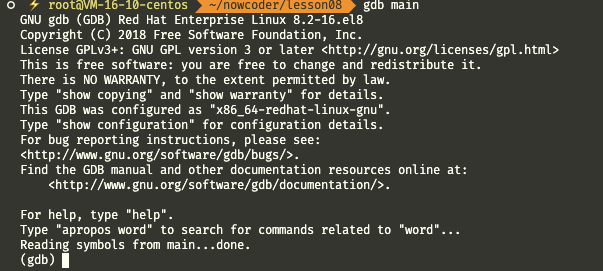 ○ ⚡ root@VM-16-10-centos ~/nowcoder/lesson08 gdb main
GNU gdb (GDB) Red Hat Enterprise Linux 8.2-16.el8
Copyright (C) 2018 Free Software Foundation, Inc.
License GPLv3+: GNU GPL version 3 or later <http://gnu.org/licenses/gpl.html>
This is free software: you are free to change and redistribute it.
There is NO WARRANTY, to the extent permitted by law.
Type "show copying" and "show warranty" for details.
This GDB was configured as "x86_64-redhat-linux-gnu".
Type "show configuration" for configuration details.
For bug reporting instructions, please see:
<http://www.gnu.org/software/gdb/bugs/>.
Find the GDB manual and other documentation resources online at:
    <http://www.gnu.org/software/gdb/documentation/>.

For help, type "help".
Type "apropos word" to search for commands related to "word"...
Reading symbols from main...done.
(gdb)